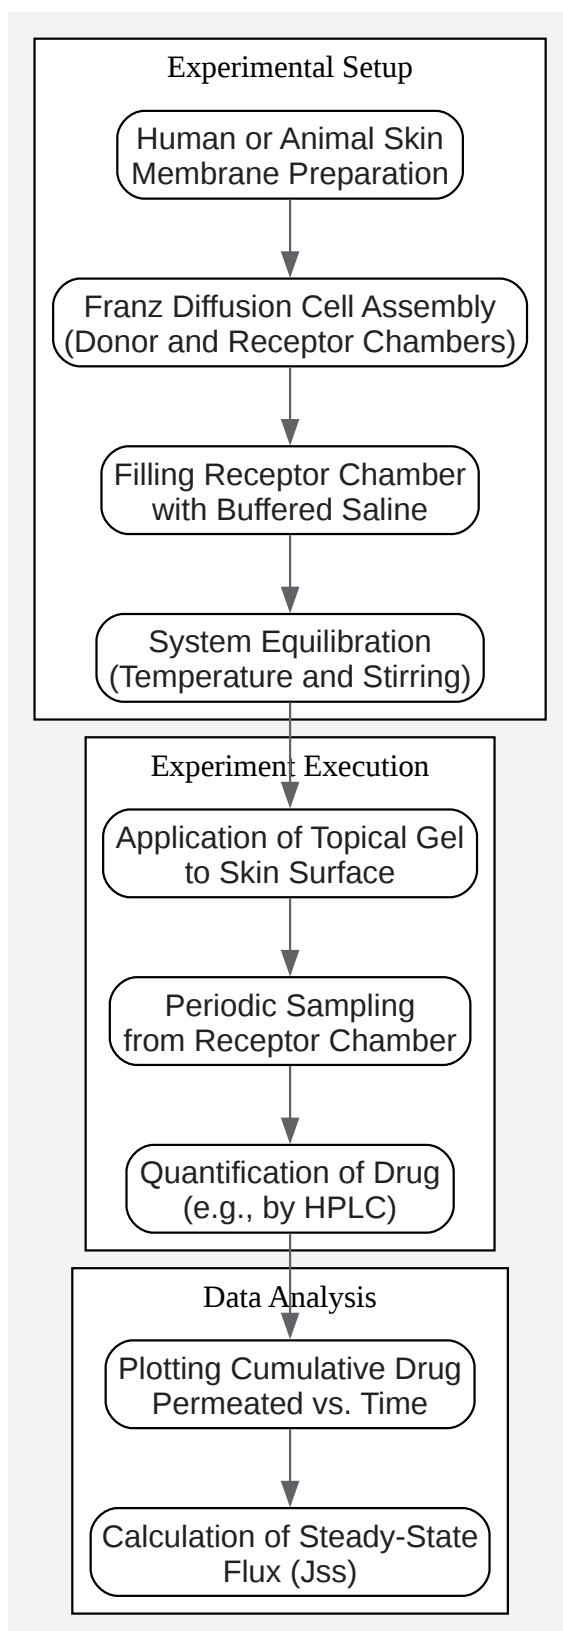 Experimental Setup
Human or Animal Skin
Membrane Preparation
Franz Diffusion Cell Assembly
(Donor and Receptor Chambers)
Filling Receptor Chamber
with Buffered Saline
System Equilibration
(Temperature and Stirring)
Experiment Execution
Application of Topical Gel
to Skin Surface
Periodic Sampling
from Receptor Chamber
Quantification of Drug
(e.g., by HPLC)
Data Analysis
Plotting Cumulative Drug
Permeated vs. Time
Calculation of Steady-State
Flux (Jss)